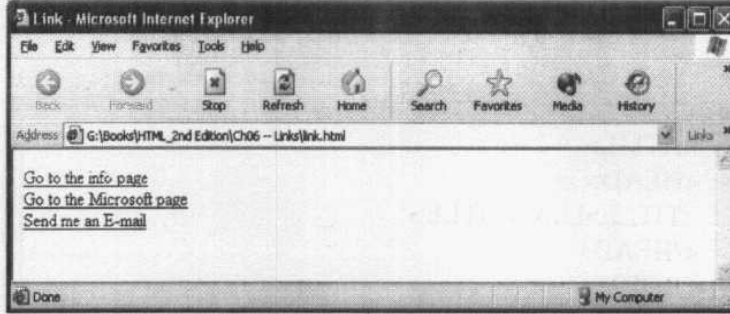 Link - Microsoft Internet Explorer
File Edit View Favorites Tools Help
Back Forward Stop Refresh Home Search Favorites Media History
Address G:\Books\HTML_2nd Edition\Ch06 -- Links\link.html Links
Go to the info page
Go to the Microsoft page
Send me an E-mail
Done My Computer